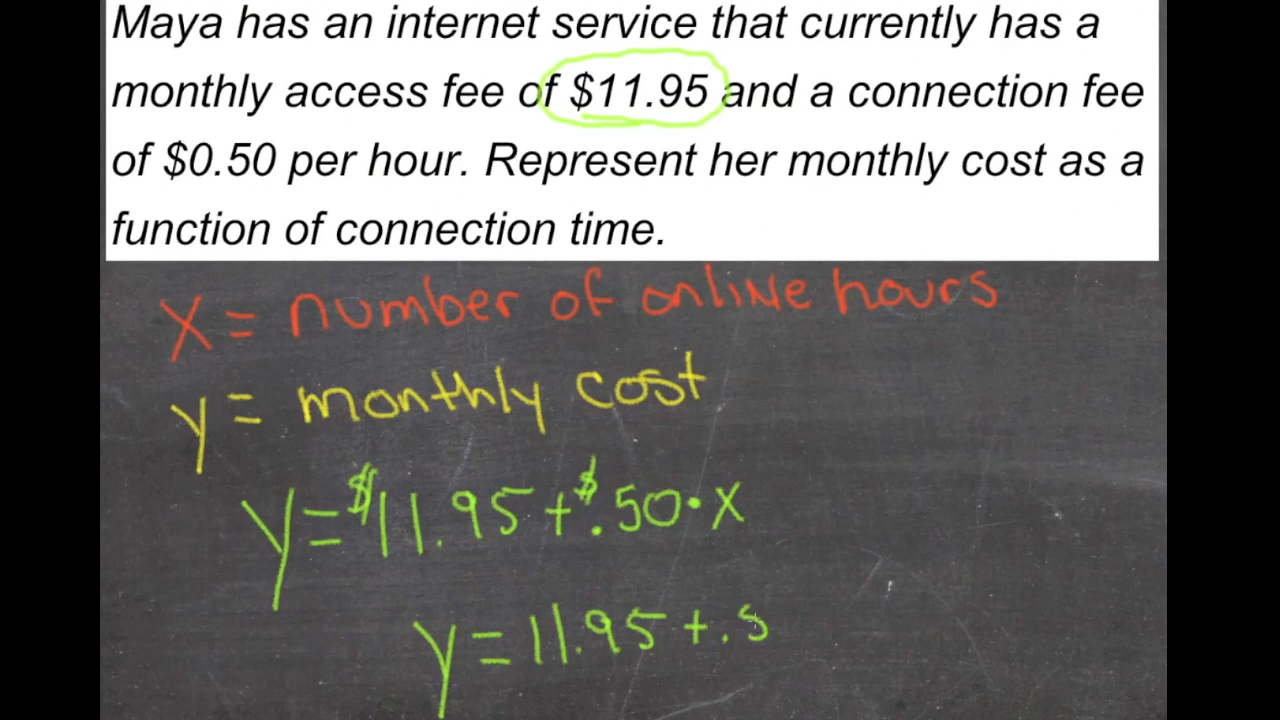 Maya has an internet service that currently has a
monthly access fee of $11.95 and a connection fee
of $0.50 per hour. Represent her monthly cost as a
function of connection time.
X = number of online hours
y = monthly cost
y = $11.95 + $.50 • X
y = 11.95 + .5